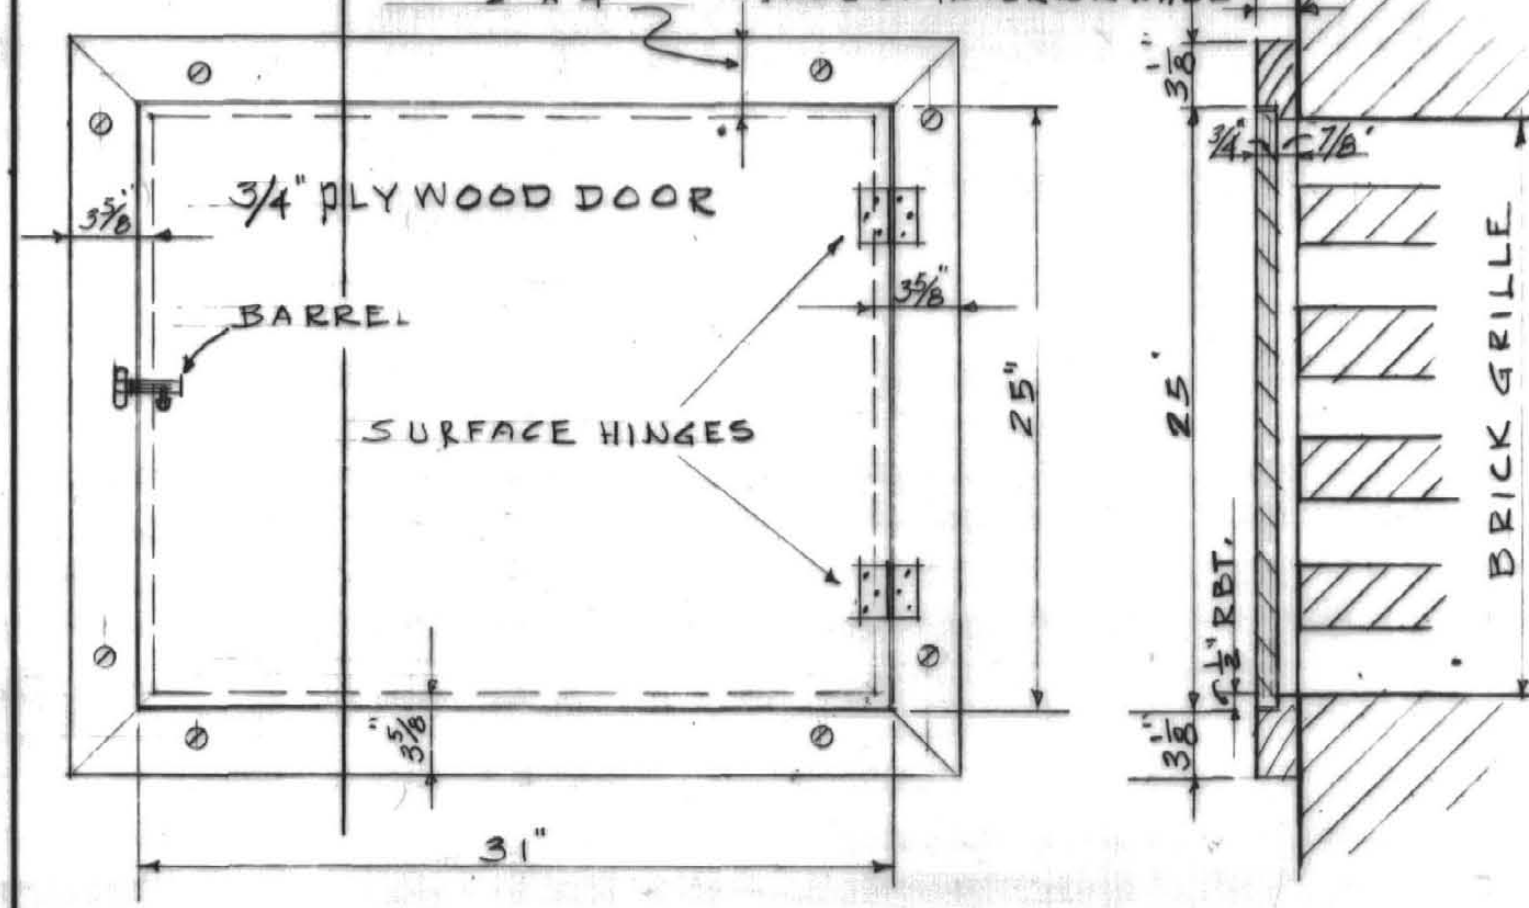 3 1/8"
3/4" 7/8"
3/4" PLYWOOD DOOR
3 5/8"
3 5/8"
BARREL
SURFACE HINGES
25"
25"
BRICK GRILLE
1/2" RBT.
3 5/8"
3 1/8"
31"